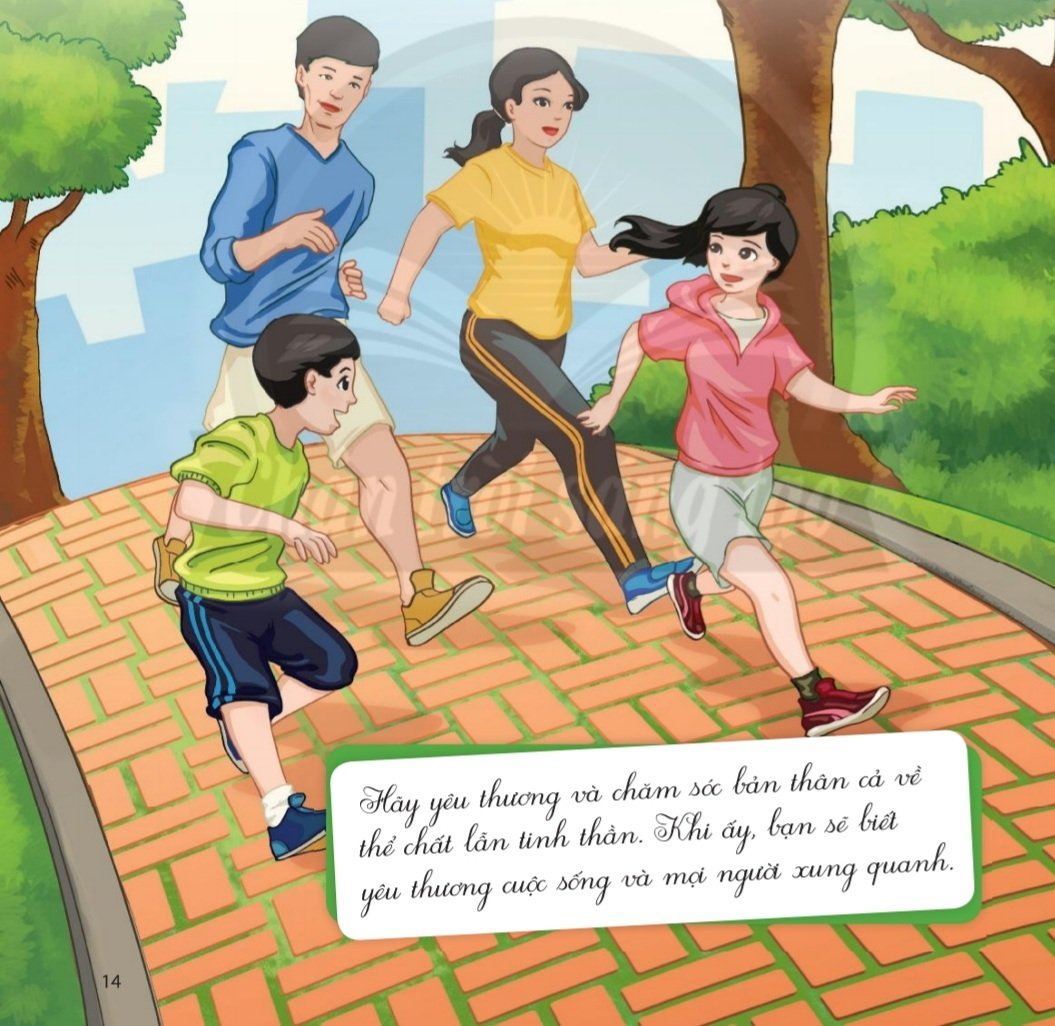 Hãy yêu thương và chăm sóc bản thân cả về
thể chất lẫn tinh thần. Khi ấy, bạn sẽ biết
yêu thương cuộc sống và mọi người xung quanh.
14